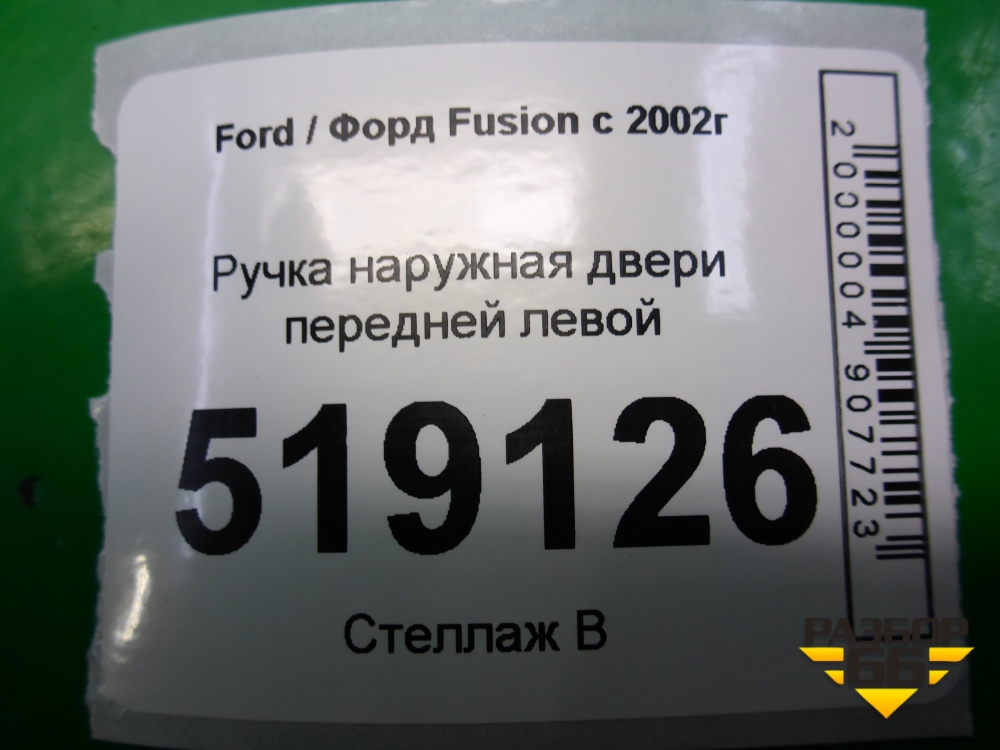 Ford / Форд Fusion с 2002г
Ручка наружная двери
передней левой
519126
Стеллаж В
2000004907723
РАЗБОР
66